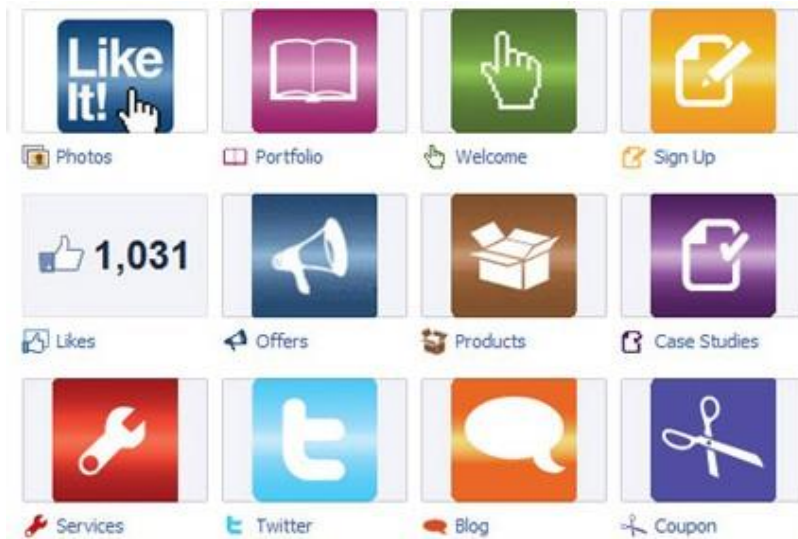 Like
It!
Photos
Portfolio
Welcome
Sign Up
1,031
Likes
Offers
Products
Case Studies
Services
Twitter
Blog
Coupon